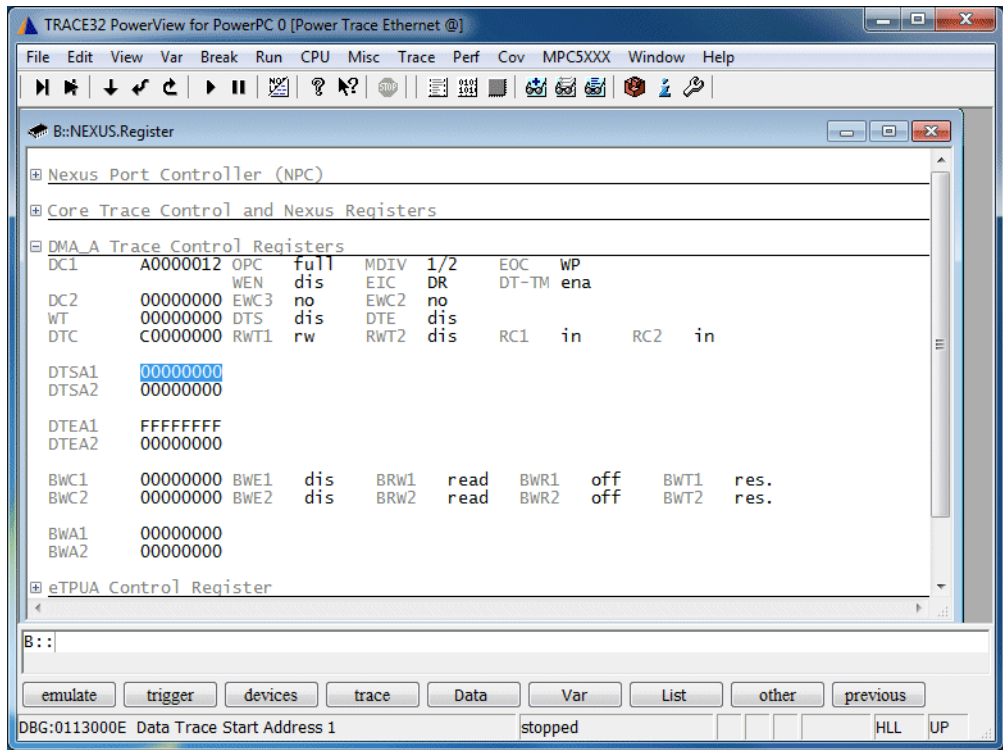 TRACE32 PowerView for PowerPC 0 [Power Trace Ethernet @]
File Edit View Var Break Run CPU Misc Trace Perf Cov MPC5XXX Window Help
B::NEXUS.Register
Nexus Port Controller (NPC)
Core Trace Control and Nexus Registers
DMA_A Trace Control Registers
DC1 A0000012 OPC full MDIV 1/2 EOC WP
WEN dis EIC DR DT-TM ena
DC2 00000000 EWC3 no EWC2 no
WT 00000000 DTS dis DTE dis
DTC C0000000 RWT1 rw RWT2 dis RC1 in RC2 in
DTSA1 00000000
DTSA2 00000000
DTEA1 FFFFFFFF
DTEA2 00000000
BWC1 00000000 BWE1 dis BRW1 read BWR1 off BWT1 res.
BWC2 00000000 BWE2 dis BRW2 read BWR2 off BWT2 res.
BWA1 00000000
BWA2 00000000
eTPUA Control Register
B::
emulate trigger devices trace Data Var List other previous
DBG:0113000E Data Trace Start Address 1 stopped HLL UP